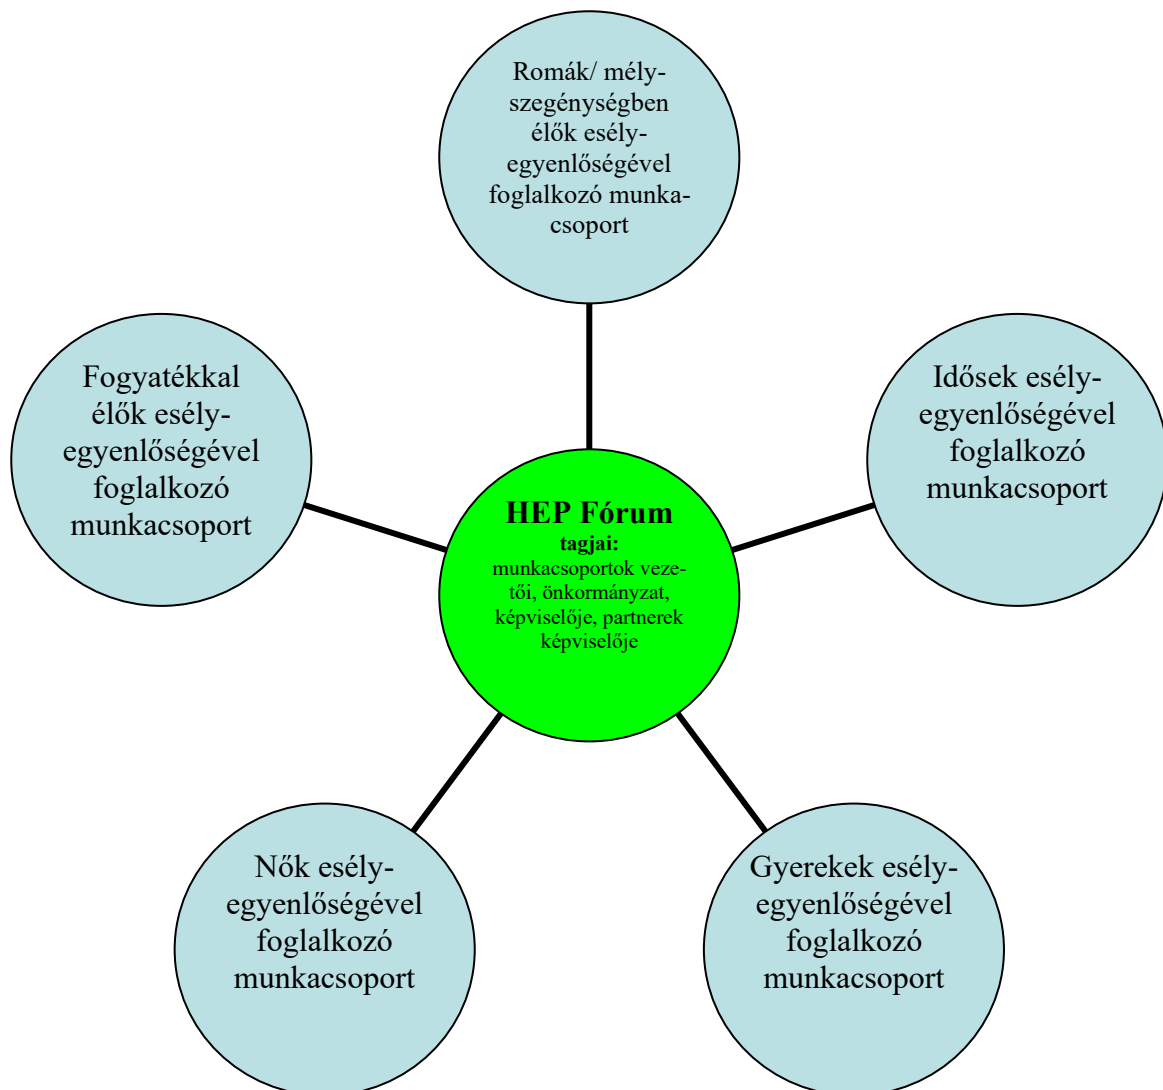 Romák/ mély-
szegénységben
élők esély-
egyenlőségével
foglalkozó munka-
csoport
Fogyatékkal
élők esély-
egyenlőségével
foglalkozó
munkacsoport
Idősek esély-
egyenlőségével
foglalkozó
munkacsoport
HEP Fórum
tagjai:
munkacsoportok veze-
tői, önkormányzat,
képviselője, partnerek
képviselője
Nők esély-
egyenlőségével
foglalkozó
munkacsoport
Gyerekek esély-
egyenlőségével
foglalkozó
munkacsoport